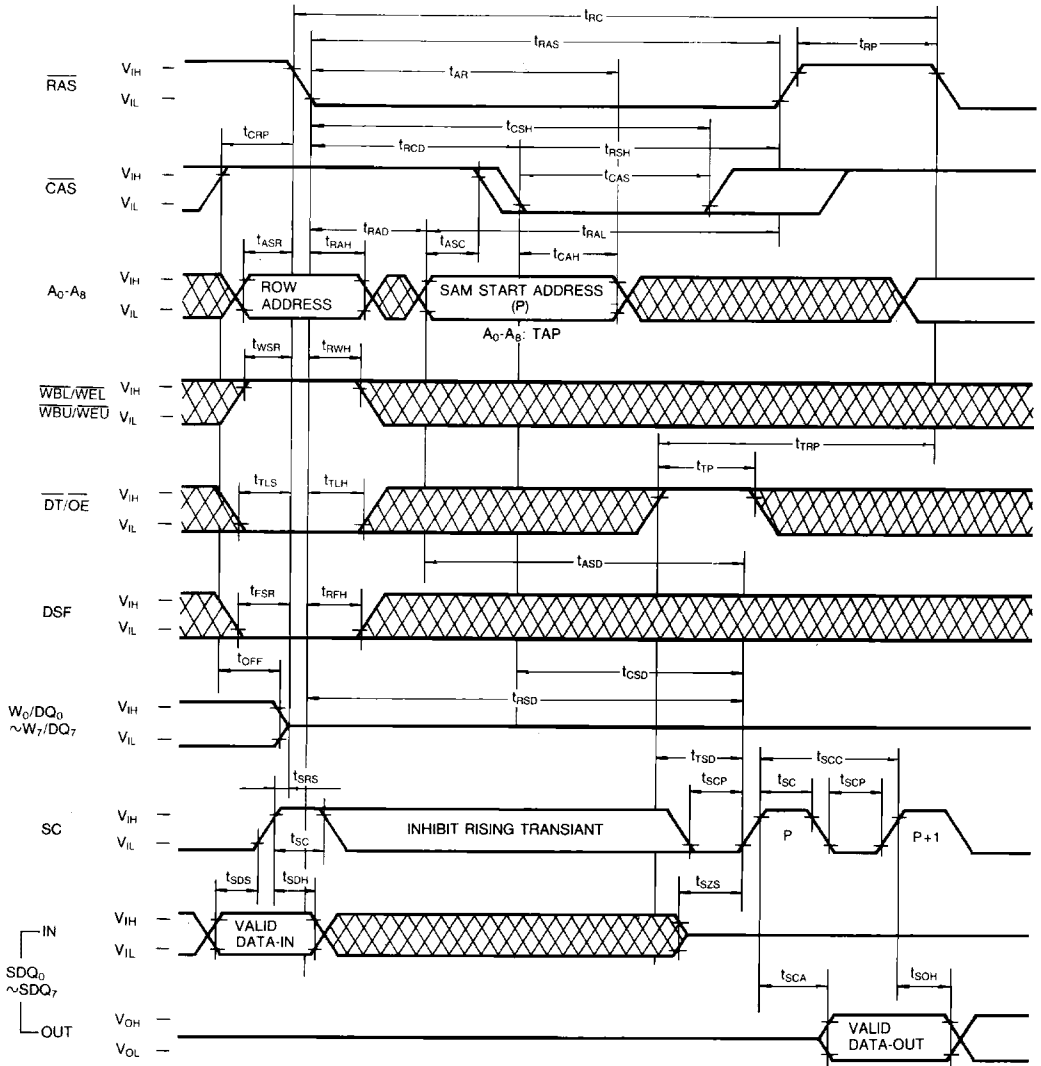 tRC
tRAS
tRP
tAR
RAS
VIH
VIL
tCRP
tCSH
tRCD
tRSH
CAS
VIH
VIL
tCAS
tRAD
tRAL
tASR
tRAH
tASC
tCAH
A0-A8
VIH
VIL
ROW
ADDRESS
SAM START ADDRESS
(P)
A0-A8: TAP
tWSR
tRWH
WBL/WEL
WBU/WEU
VIH
VIL
tTRP
tTP
tTLS
tTLH
DT/OE
VIH
VIL
tASD
tFSR
tRFH
DSF
VIH
VIL
tOFF
tCSD
tRSD
W0/DQ0
~W7/DQ7
VIH
VIL
tTSD
tSCC
tSRS
tSCP
tSC
tSCP
SC
VIH
VIL
tSC
INHIBIT RISING TRANSIANT
P
P+1
tSDS
tSDH
tSZS
IN
VIH
VIL
VALID
DATA-IN
SDQ0
~SDQ7
tSCA
tSOH
OUT
VOH
VOL
VALID
DATA-OUT